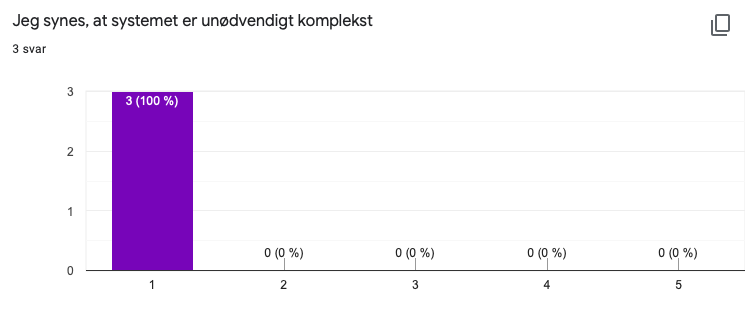 Jeg synes, at systemet er unødvendigt komplekst
3 svar
3
3 (100 %)
2
1
0 (0 %) 0 (0 %) 0 (0 %) 0 (0 %)
0
1 2 3 4 5